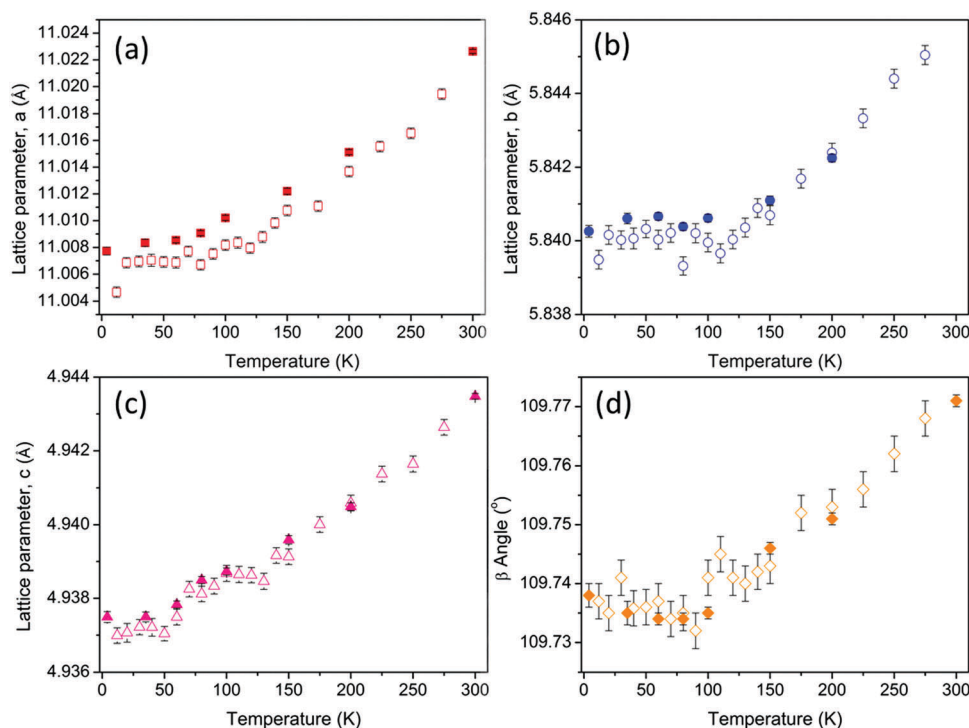 (a)
Lattice parameter, a (Å)
11.024
11.022
11.020
11.018
11.016
11.014
11.012
11.010
11.008
11.006
11.004
0 50 100 150 200 250 300
Temperature (K)
(b)
Lattice parameter, b (Å)
5.846
5.844
5.842
5.840
5.838
0 50 100 150 200 250 300
Temperature (K)
(c)
Lattice parameter, c (Å)
4.944
4.942
4.940
4.938
4.936
0 50 100 150 200 250 300
Temperature (K)
(d)
β Angle (°)
109.77
109.76
109.75
109.74
109.73
0 50 100 150 200 250 300
Temperature (K)